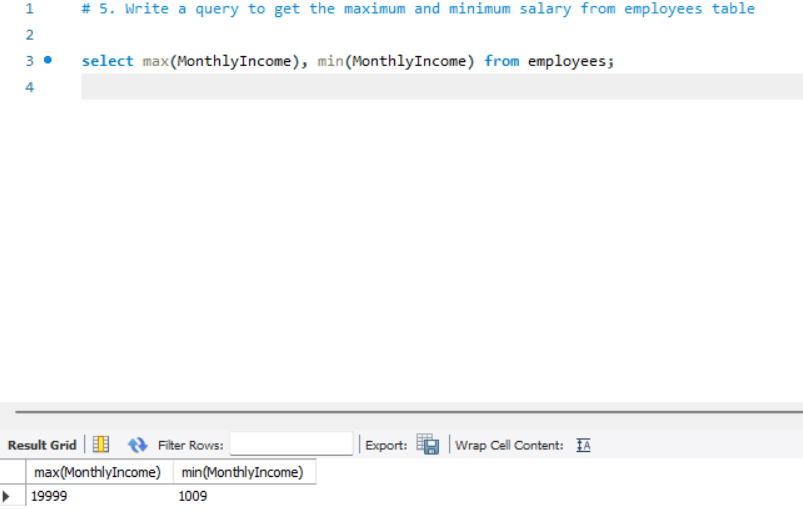 1 # 5. Write a query to get the maximum and minimum salary from employees table
2
3 select max(MonthlyIncome), min(MonthlyIncome) from employees;
4
Result Grid Filter Rows: Export: Wrap Cell Content: IA
max(MonthlyIncome) min(MonthlyIncome)
19999 1009